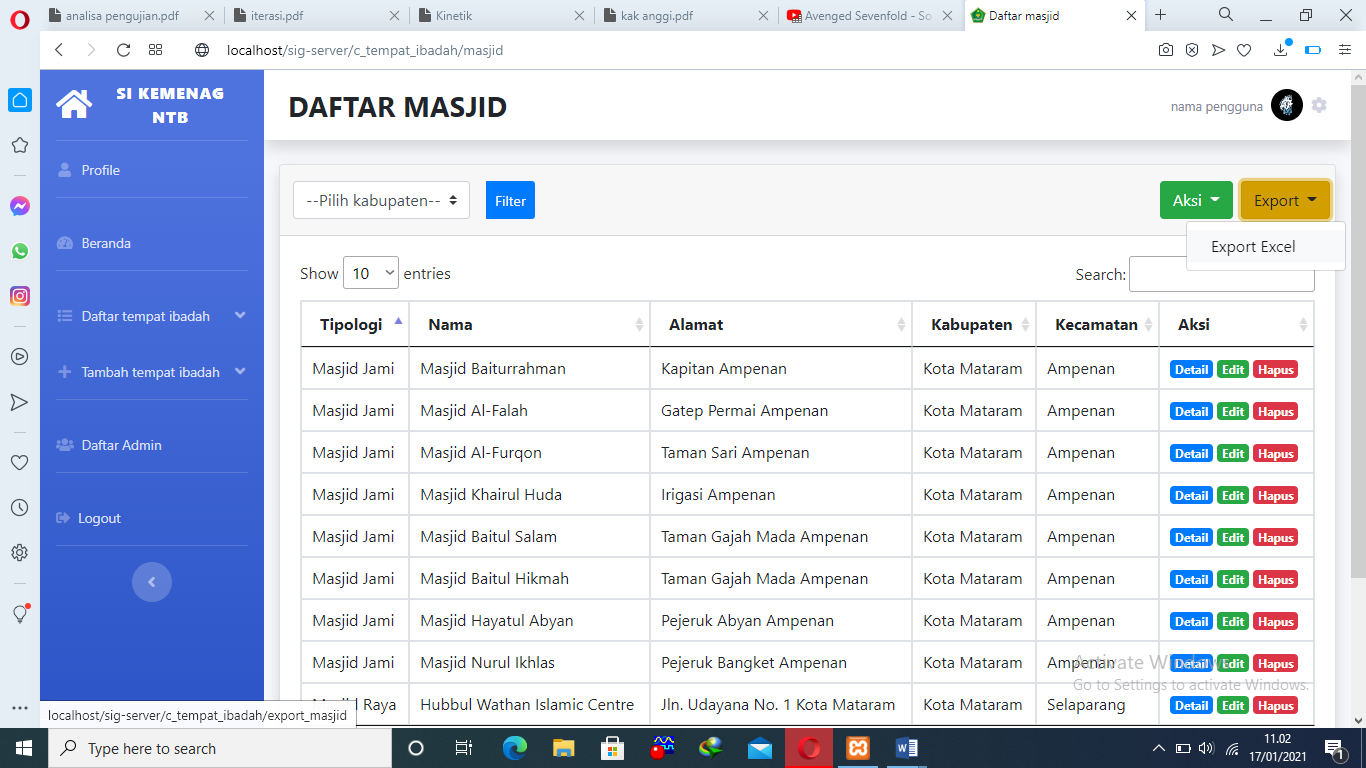 analisa pengujian.pdf
iterasi.pdf
Kinetik
kak anggi.pdf
Avenged Sevenfold - So
Daftar masjid
localhost/sig-server/c_tempat_ibadah/masjid
SI KEMENAG
NTB
Profile
Beranda
Daftar tempat ibadah
Tambah tempat ibadah
Daftar Admin
Logout
DAFTAR MASJID
nama pengguna
--Pilih kabupaten-- Filter Aksi Export
Export Excel
Show 10 entries Search:
Tipologi Nama Alamat Kabupaten Kecamatan Aksi
Masjid Jami Masjid Baiturrahman Kapitan Ampenan Kota Mataram Ampenan Detail Edit Hapus
Masjid Jami Masjid Al-Falah Gatep Permai Ampenan Kota Mataram Ampenan Detail Edit Hapus
Masjid Jami Masjid Al-Furqon Taman Sari Ampenan Kota Mataram Ampenan Detail Edit Hapus
Masjid Jami Masjid Khairul Huda Irigasi Ampenan Kota Mataram Ampenan Detail Edit Hapus
Masjid Jami Masjid Baitul Salam Taman Gajah Mada Ampenan Kota Mataram Ampenan Detail Edit Hapus
Masjid Jami Masjid Baitul Hikmah Taman Gajah Mada Ampenan Kota Mataram Ampenan Detail Edit Hapus
Masjid Jami Masjid Hayatul Abyan Pejeruk Abyan Ampenan Kota Mataram Ampenan Detail Edit Hapus
Masjid Jami Masjid Nurul Ikhlas Pejeruk Bangket Ampenan Kota Mataram Ampenan Detail Edit Hapus
Raya Hubbul Wathan Islamic Centre Jln. Udayana No. 1 Kota Mataram Kota Mataram Selaparang Detail Edit Hapus
Activate Windows
Go to Settings to activate Windows.
localhost/sig-server/c_tempat_ibadah/export_masjid
Type here to search
11.02
17/01/2021
1